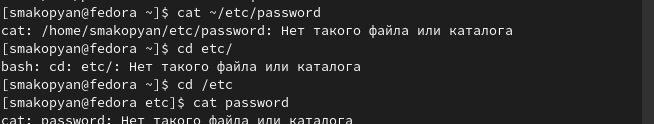 [smakopyan@fedora ~]$ cat ~/etc/password
cat: /home/smakopyan/etc/password: Нет такого файла или каталога
[smakopyan@fedora ~]$ cd etc/
bash: cd: etc/: Нет такого файла или каталога
[smakopyan@fedora ~]$ cd /etc
[smakopyan@fedora etc]$ cat password
cat: password: Нет такого файла или каталога